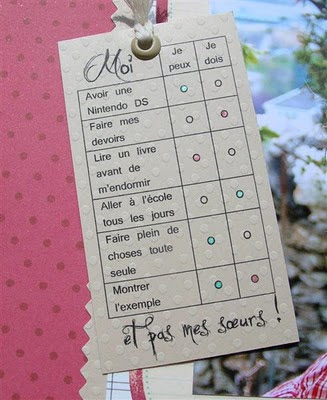 Moi
Je peux
Je dois
Avoir une
Nintendo DS
Faire mes
devoirs
Lire un livre
avant de
m'endormir
Aller à l'école
tous les jours
Faire plein de
choses toute
seule
Montrer
l'exemple
et pas mes sœurs !